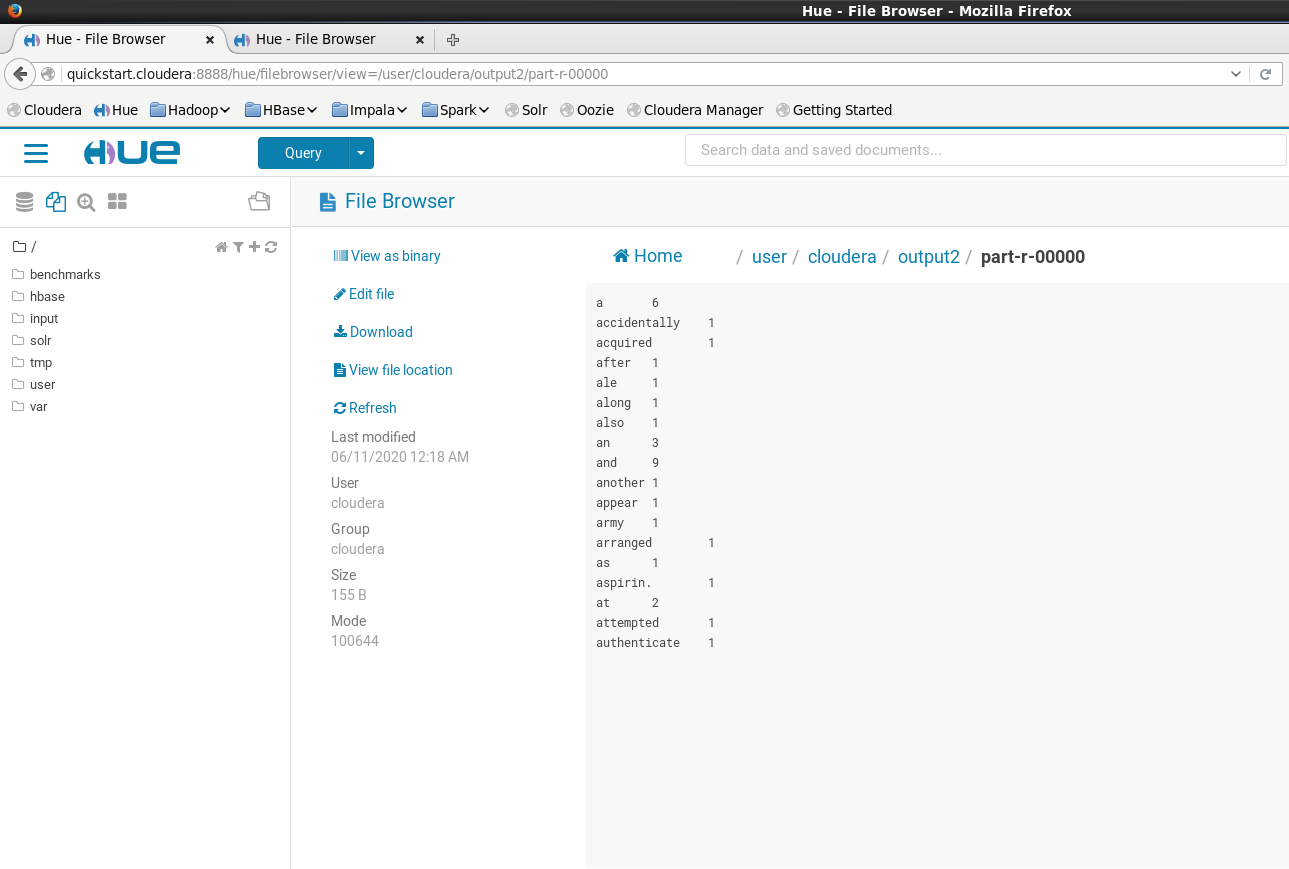 Hue - File Browser - Mozilla Firefox
Hue - File Browser
Hue - File Browser
quickstart.cloudera:8888/hue/filebrowser/view=/user/cloudera/output2/part-r-00000
Cloudera Hue Hadoop HBase Impala Spark Solr Oozie Cloudera Manager Getting Started
HUE Query Search data and saved documents...
File Browser
/
benchmarks
hbase
input
solr
tmp
user
var
View as binary
Edit file
Download
View file location
Refresh
Last modified
06/11/2020 12:18 AM
User
cloudera
Group
cloudera
Size
155 B
Mode
100644
Home / user / cloudera / output2 / part-r-00000
a 6
accidentally 1
acquired 1
after 1
ale 1
along 1
also 1
an 3
and 9
another 1
appear 1
army 1
arranged 1
as 1
aspirin. 1
at 2
attempted 1
authenticate 1